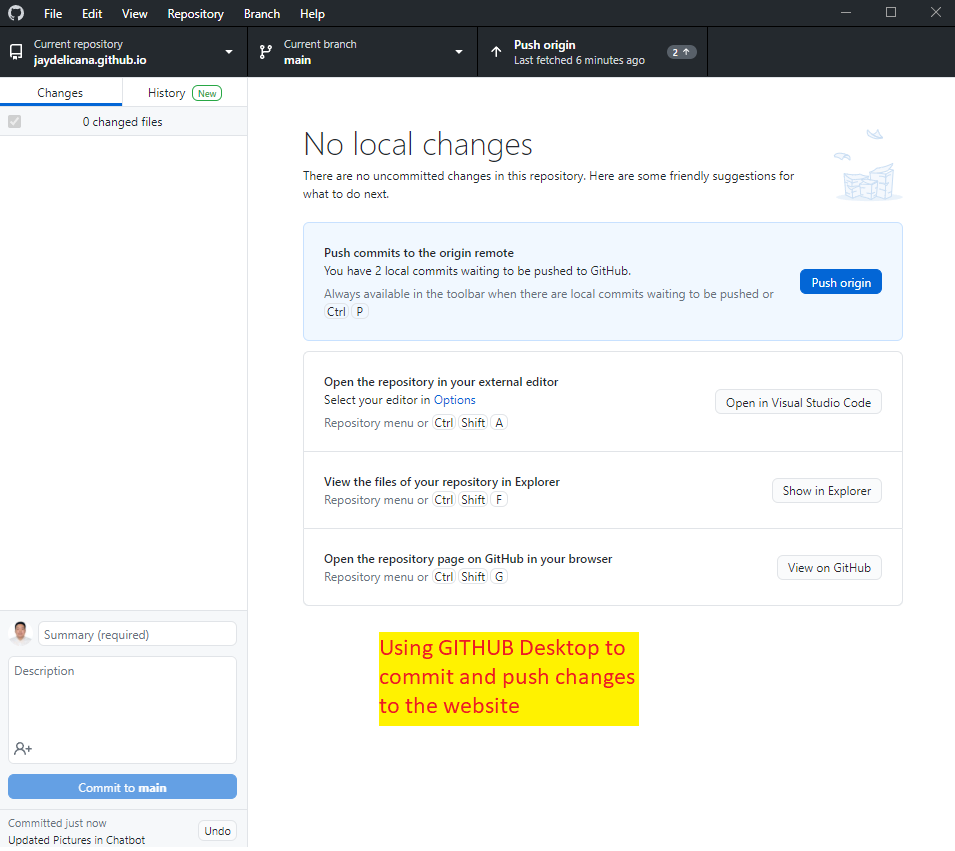 File Edit View Repository Branch Help
Current repository
jaydelicana.github.io
Current branch
main
Push origin
Last fetched 6 minutes ago
2
Changes
History New
0 changed files
No local changes
There are no uncommitted changes in this repository. Here are some friendly suggestions for
what to do next.
Push commits to the origin remote
You have 2 local commits waiting to be pushed to GitHub.
Always available in the toolbar when there are local commits waiting to be pushed or
Ctrl P
Push origin
Open the repository in your external editor
Select your editor in Options
Repository menu or Ctrl Shift A
Open in Visual Studio Code
View the files of your repository in Explorer
Repository menu or Ctrl Shift F
Show in Explorer
Open the repository page on GitHub in your browser
Repository menu or Ctrl Shift G
View on GitHub
Using GITHUB Desktop to
commit and push changes
to the website
Summary (required)
Description
Commit to main
Committed just now
Updated Pictures in Chatbot
Undo